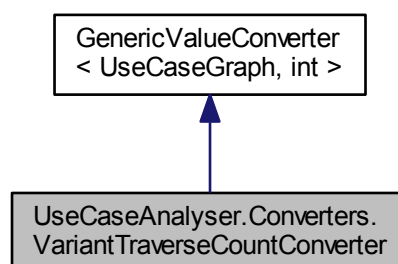 GenericValueConverter
< UseCaseGraph, int >
UseCaseAnalyser.Converters.
VariantTraverseCountConverter